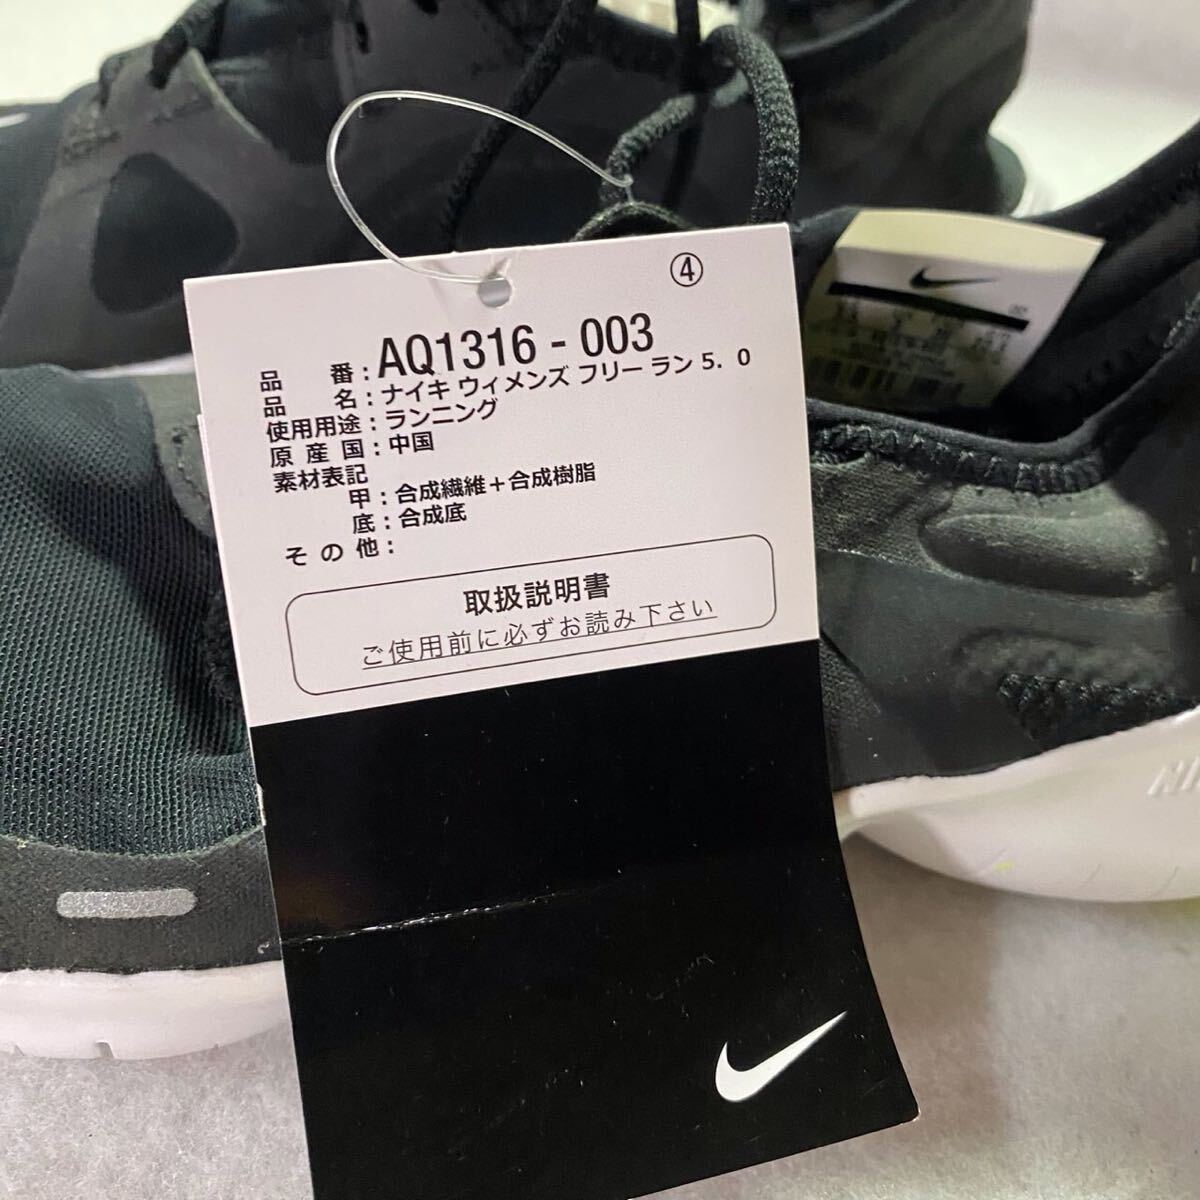 ④
品番：AQ1316 - 003
品名：ナイキ ウィメンズ フリー ラン 5．0
使用用途：ランニング
原産国：中国
素材表記
甲：合成繊維＋合成樹脂
底：合成底
その他：
取扱説明書
ご使用前に必ずお読み下さい